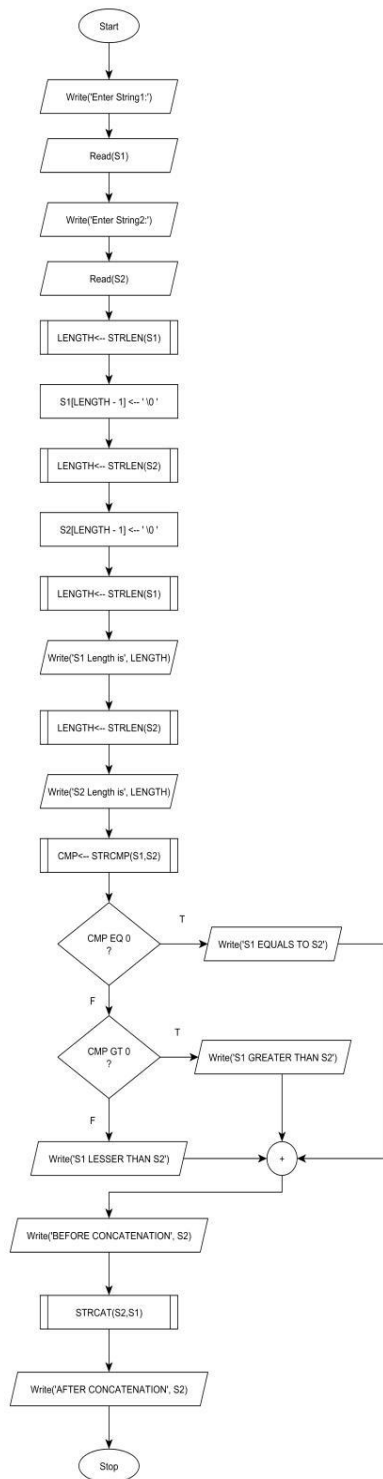 Start
Write('Enter String1:')
Read(S1)
Write('Enter String2:')
Read(S2)
LENGTH<-- STRLEN(S1)
S1[LENGTH - 1] <-- ' \0 '
LENGTH<-- STRLEN(S2)
S2[LENGTH - 1] <-- ' \0 '
LENGTH<-- STRLEN(S1)
Write('S1 Length is', LENGTH)
LENGTH<-- STRLEN(S2)
Write('S2 Length is', LENGTH)
CMP<-- STRCMP(S1,S2)
CMP EQ 0
?
T
Write('S1 EQUALS TO S2')
F
CMP GT 0
?
T
Write('S1 GREATER THAN S2')
F
Write('S1 LESSER THAN S2')
+
Write('BEFORE CONCATENATION', S2)
STRCAT(S2,S1)
Write('AFTER CONCATENATION', S2)
Stop